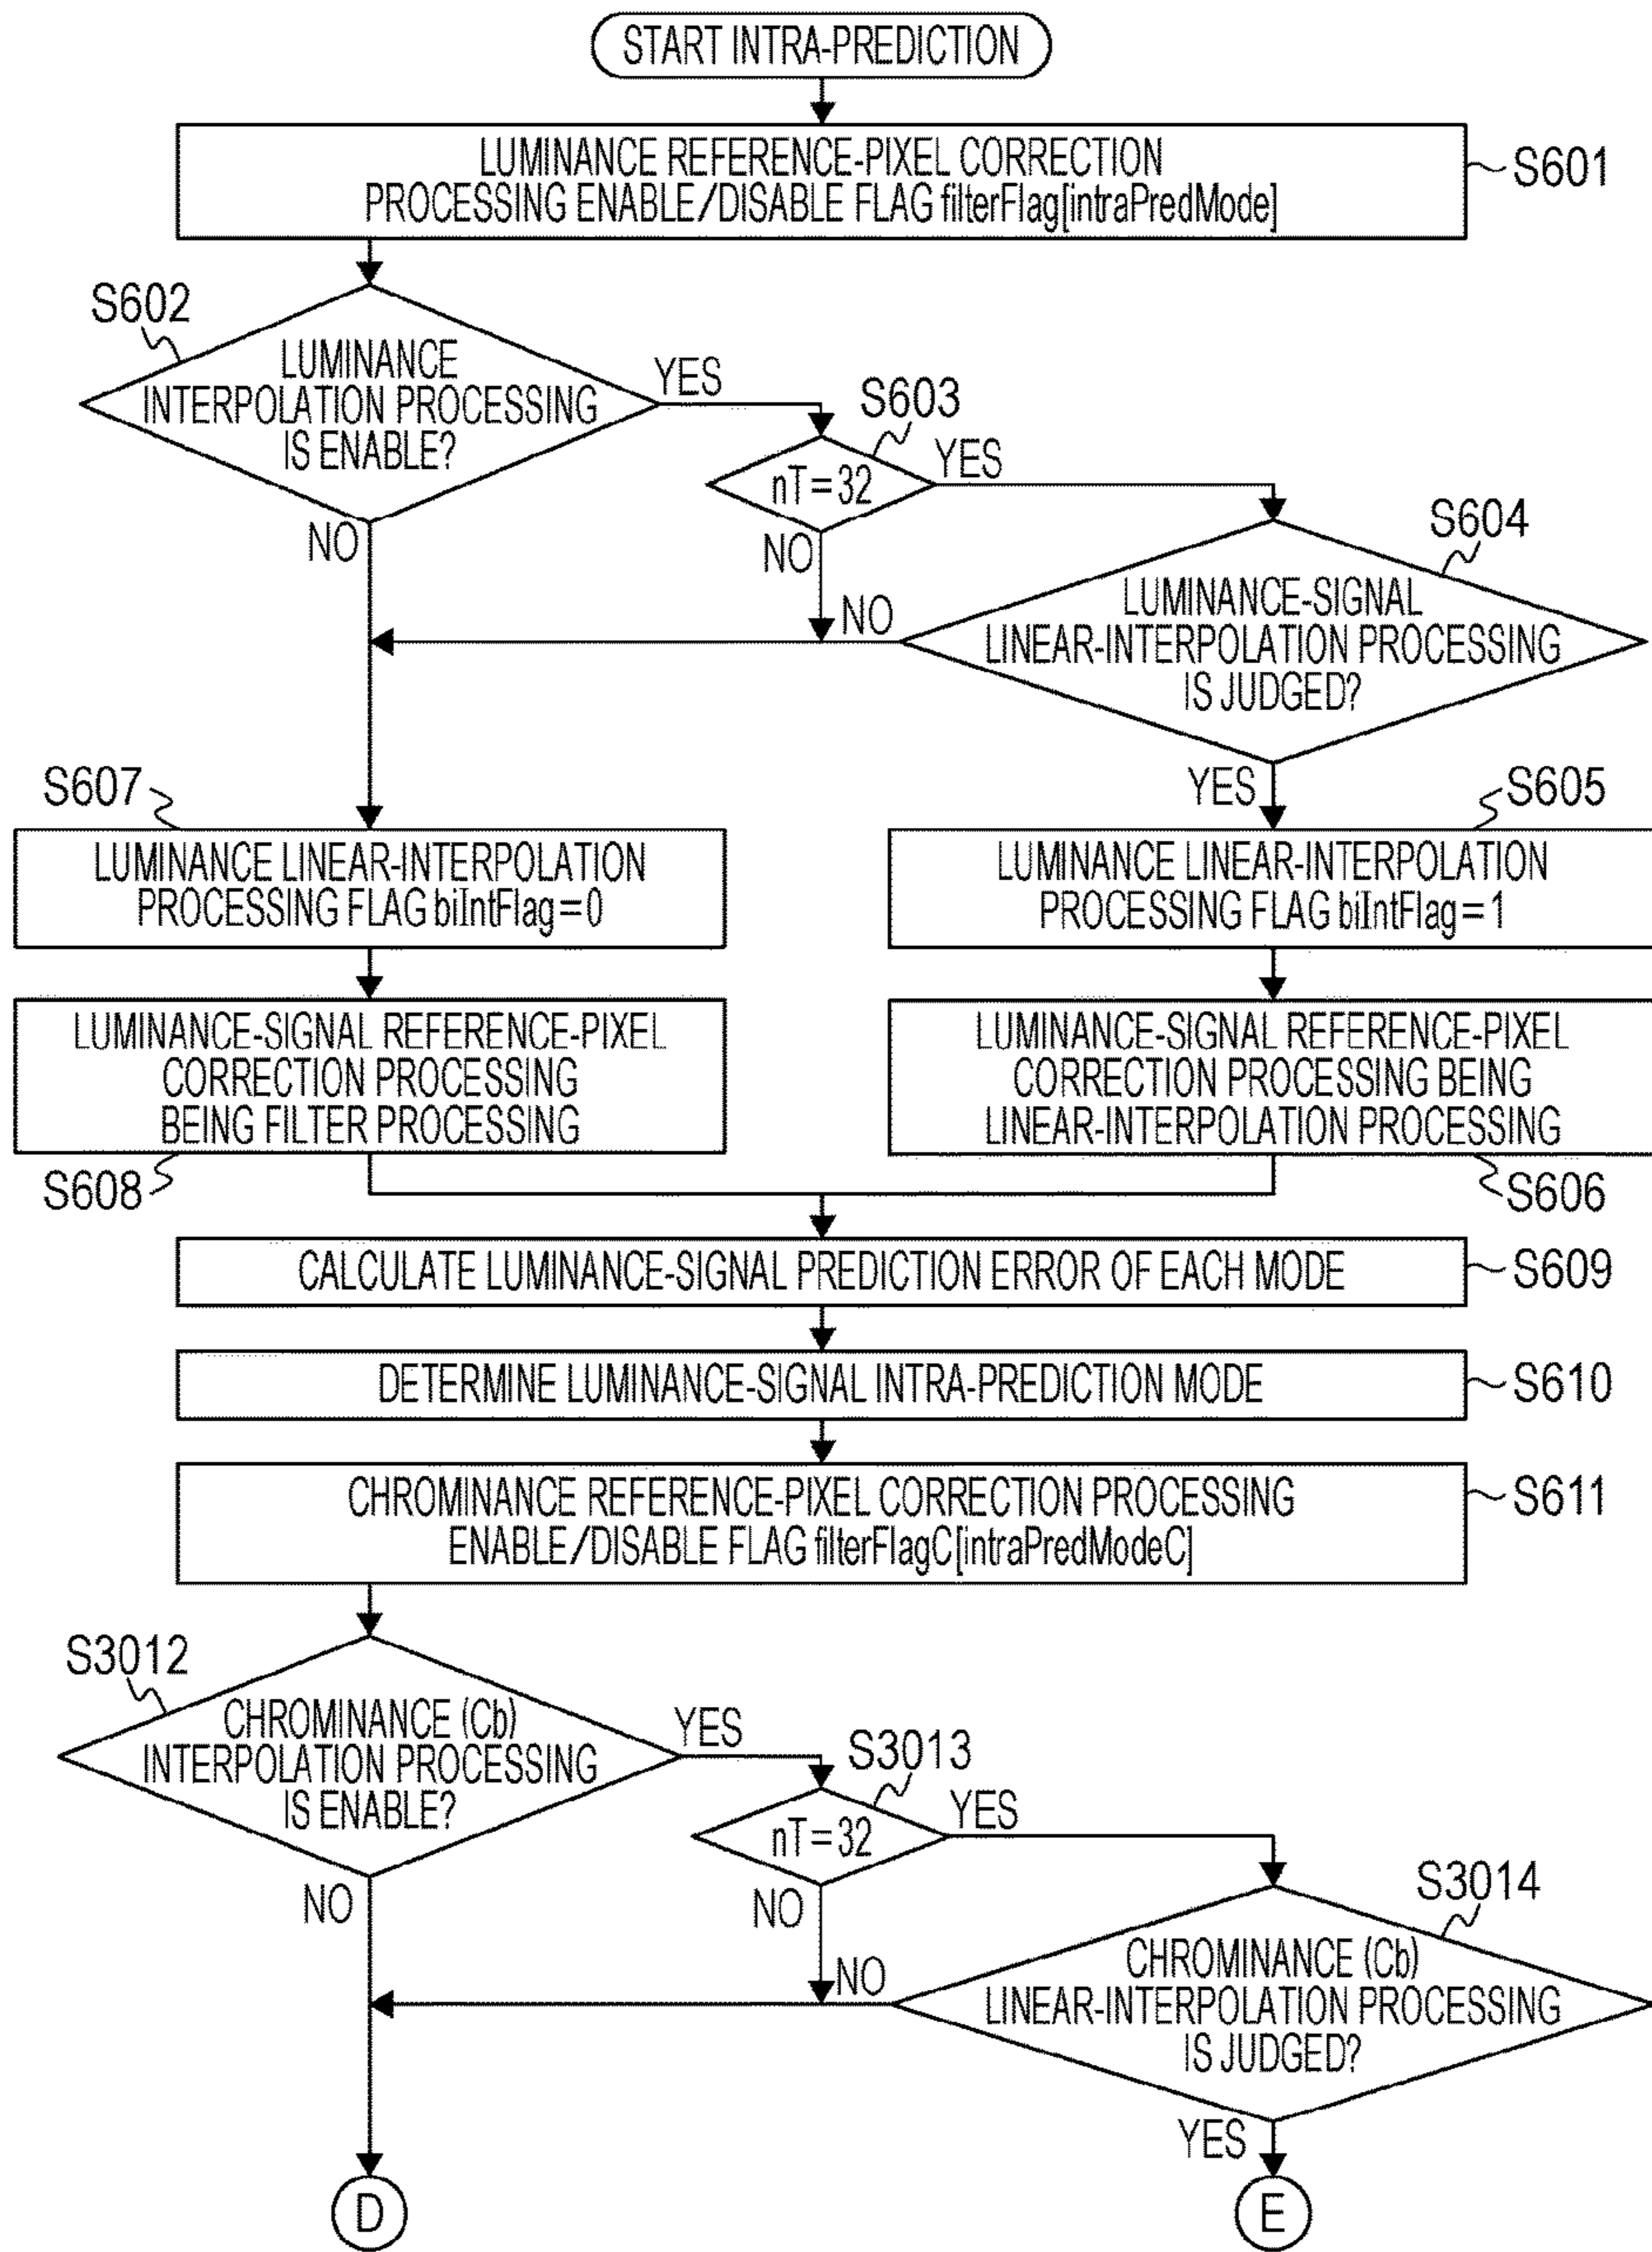 START INTRA-PREDICTION
LUMINANCE REFERENCE-PIXEL CORRECTION
PROCESSING ENABLE/DISABLE FLAG filterFlag[intraPredMode]
S601
S602
LUMINANCE
INTERPOLATION PROCESSING
IS ENABLE?
YES
NO
S603
nT=32
YES
NO
S604
LUMINANCE-SIGNAL
LINEAR-INTERPOLATION PROCESSING
IS JUDGED?
NO
YES
S607
LUMINANCE LINEAR-INTERPOLATION
PROCESSING FLAG biIntFlag=0
S605
LUMINANCE LINEAR-INTERPOLATION
PROCESSING FLAG biIntFlag=1
LUMINANCE-SIGNAL REFERENCE-PIXEL
CORRECTION PROCESSING
BEING FILTER PROCESSING
S608
LUMINANCE-SIGNAL REFERENCE-PIXEL
CORRECTION PROCESSING BEING
LINEAR-INTERPOLATION PROCESSING
S606
CALCULATE LUMINANCE-SIGNAL PREDICTION ERROR OF EACH MODE
S609
DETERMINE LUMINANCE-SIGNAL INTRA-PREDICTION MODE
S610
CHROMINANCE REFERENCE-PIXEL CORRECTION PROCESSING
ENABLE/DISABLE FLAG filterFlagC[intraPredModeC]
S611
S3012
CHROMINANCE (Cb)
INTERPOLATION PROCESSING
IS ENABLE?
YES
NO
S3013
nT=32
YES
NO
S3014
CHROMINANCE (Cb)
LINEAR-INTERPOLATION PROCESSING
IS JUDGED?
NO
YES
D
E